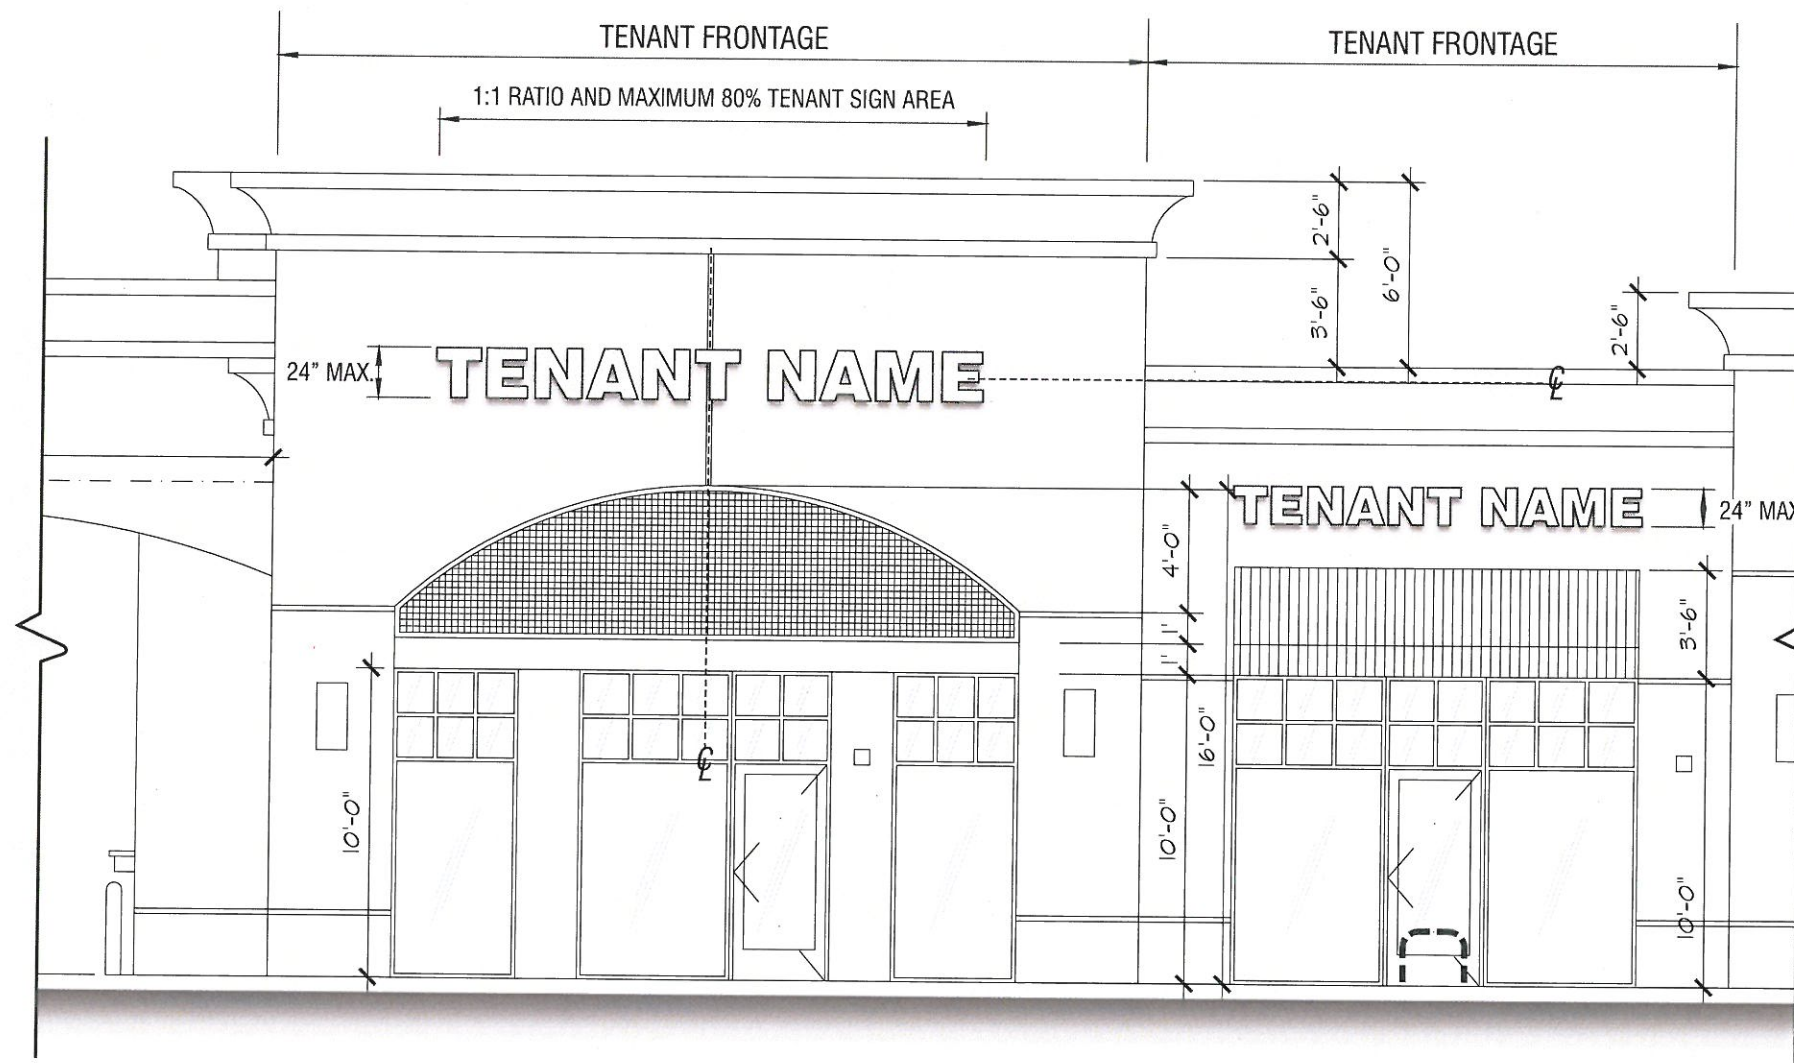 TENANT FRONTAGE
TENANT FRONTAGE
1:1 RATIO AND MAXIMUM 80% TENANT SIGN AREA
2'-6"
6'-0"
3'-6"
2'-6"
24" MAX.
TENANT NAME
℄
TENANT NAME
24" MAX
4'-0"
1'
1'
3'-6"
16'-0"
℄
10'-0"
10'-0"
10'-0"